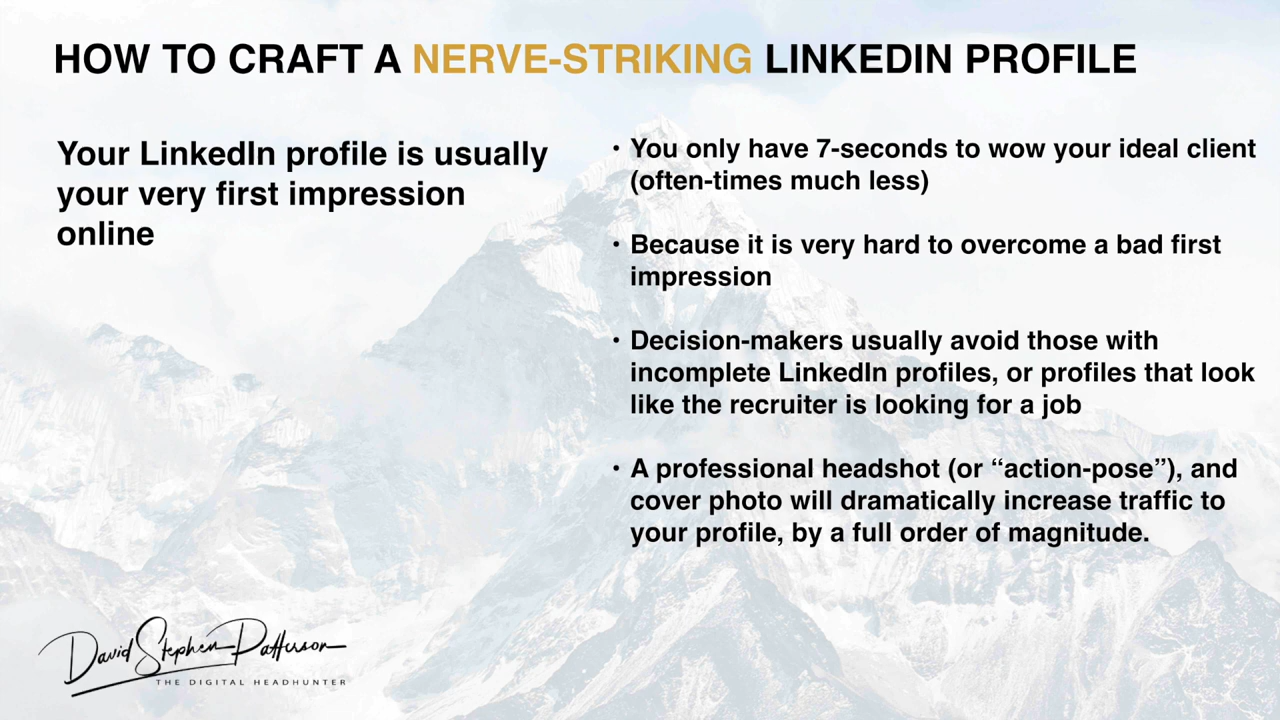 HOW TO CRAFT A NERVE-STRIKING LINKEDIN PROFILE
Your LinkedIn profile is usually
your very first impression
online
• You only have 7-seconds to wow your ideal client
(often-times much less)
• Because it is very hard to overcome a bad first
impression
• Decision-makers usually avoid those with
incomplete LinkedIn profiles, or profiles that look
like the recruiter is looking for a job
• A professional headshot (or “action-pose”), and
cover photo will dramatically increase traffic to
your profile, by a full order of magnitude.
David Stephen Patterson
THE DIGITAL HEADHUNTER